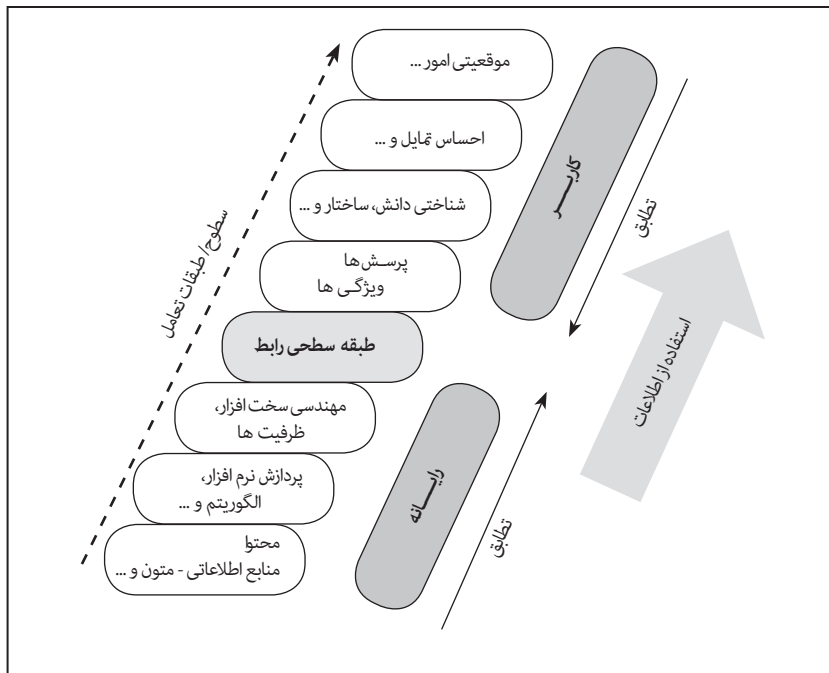 موقعیتی امور ...
احساس تمایل و ...
شناختی دانش، ساختار و ...
پرسش‌ها
ویژگی ها
طبقه سطحی رابط
مهندسی سخت افزار،
ظرفیت ها
پردازش نرم افزار،
الگوریتم و ...
محتوا
منابع اطلاعاتی - متون و ...
سطوح/ طبقات تعامل
کاربر
تطابق
رایانه
تطابق
استفاده از اطلاعات